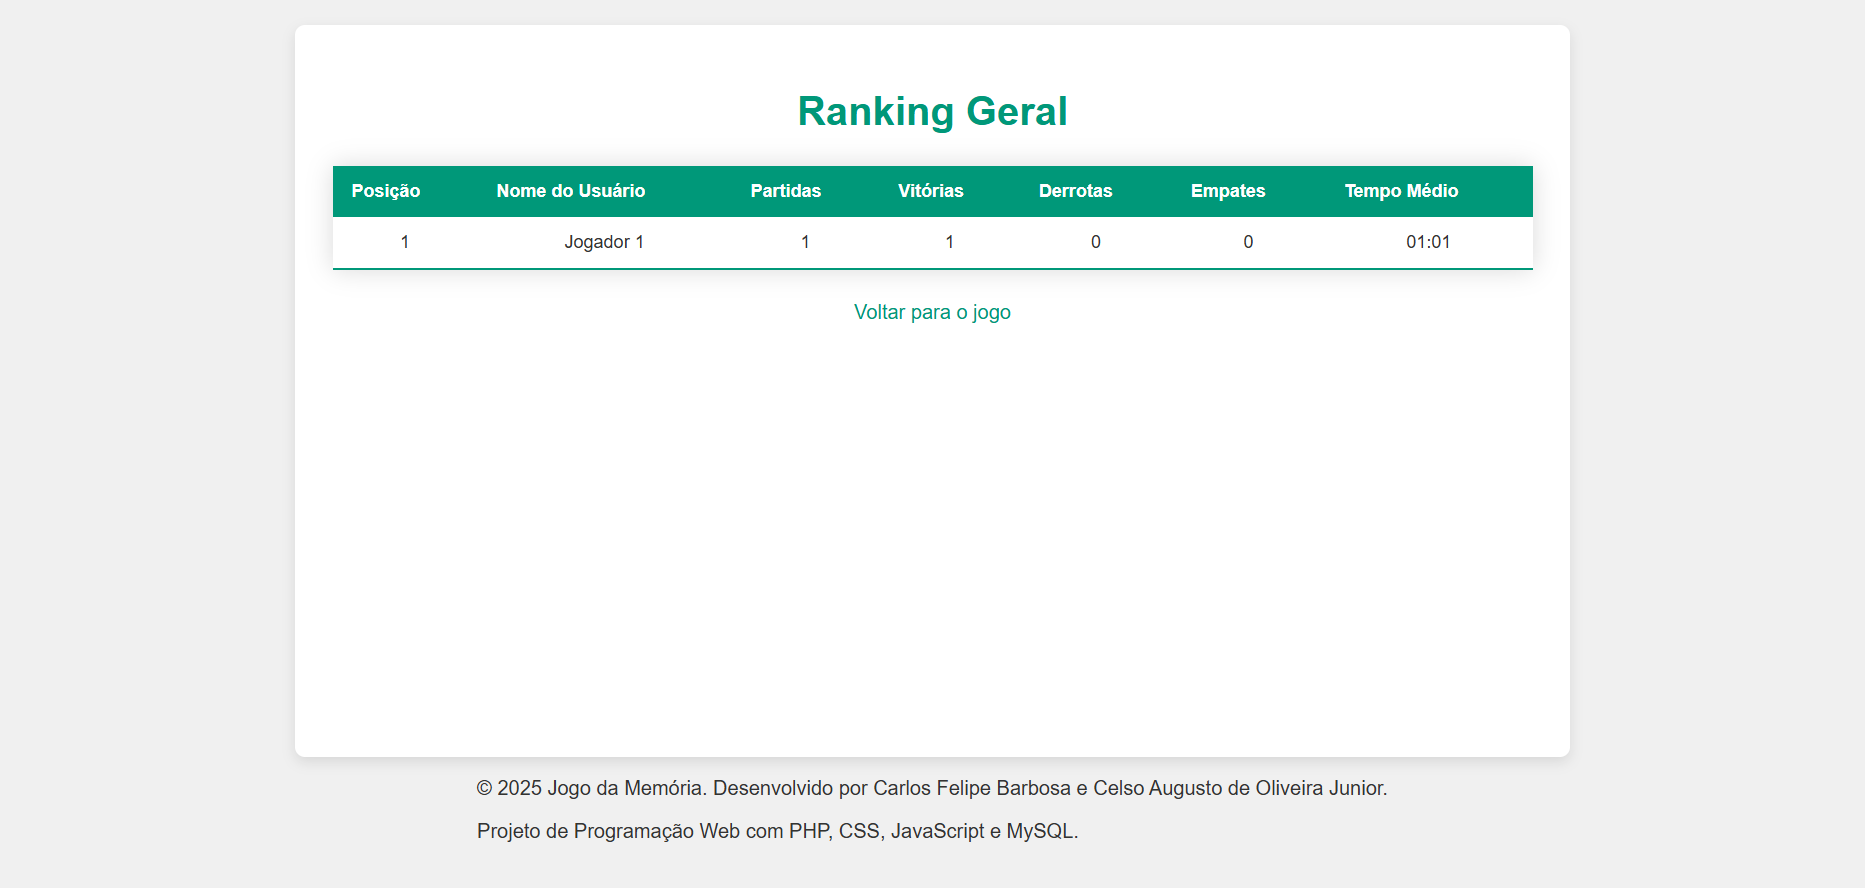 Ranking Geral
Posição Nome do Usuário Partidas Vitórias Derrotas Empates Tempo Médio
1 Jogador 1 1 1 0 0 01:01
Voltar para o jogo
© 2025 Jogo da Memória. Desenvolvido por Carlos Felipe Barbosa e Celso Augusto de Oliveira Junior.
Projeto de Programação Web com PHP, CSS, JavaScript e MySQL.